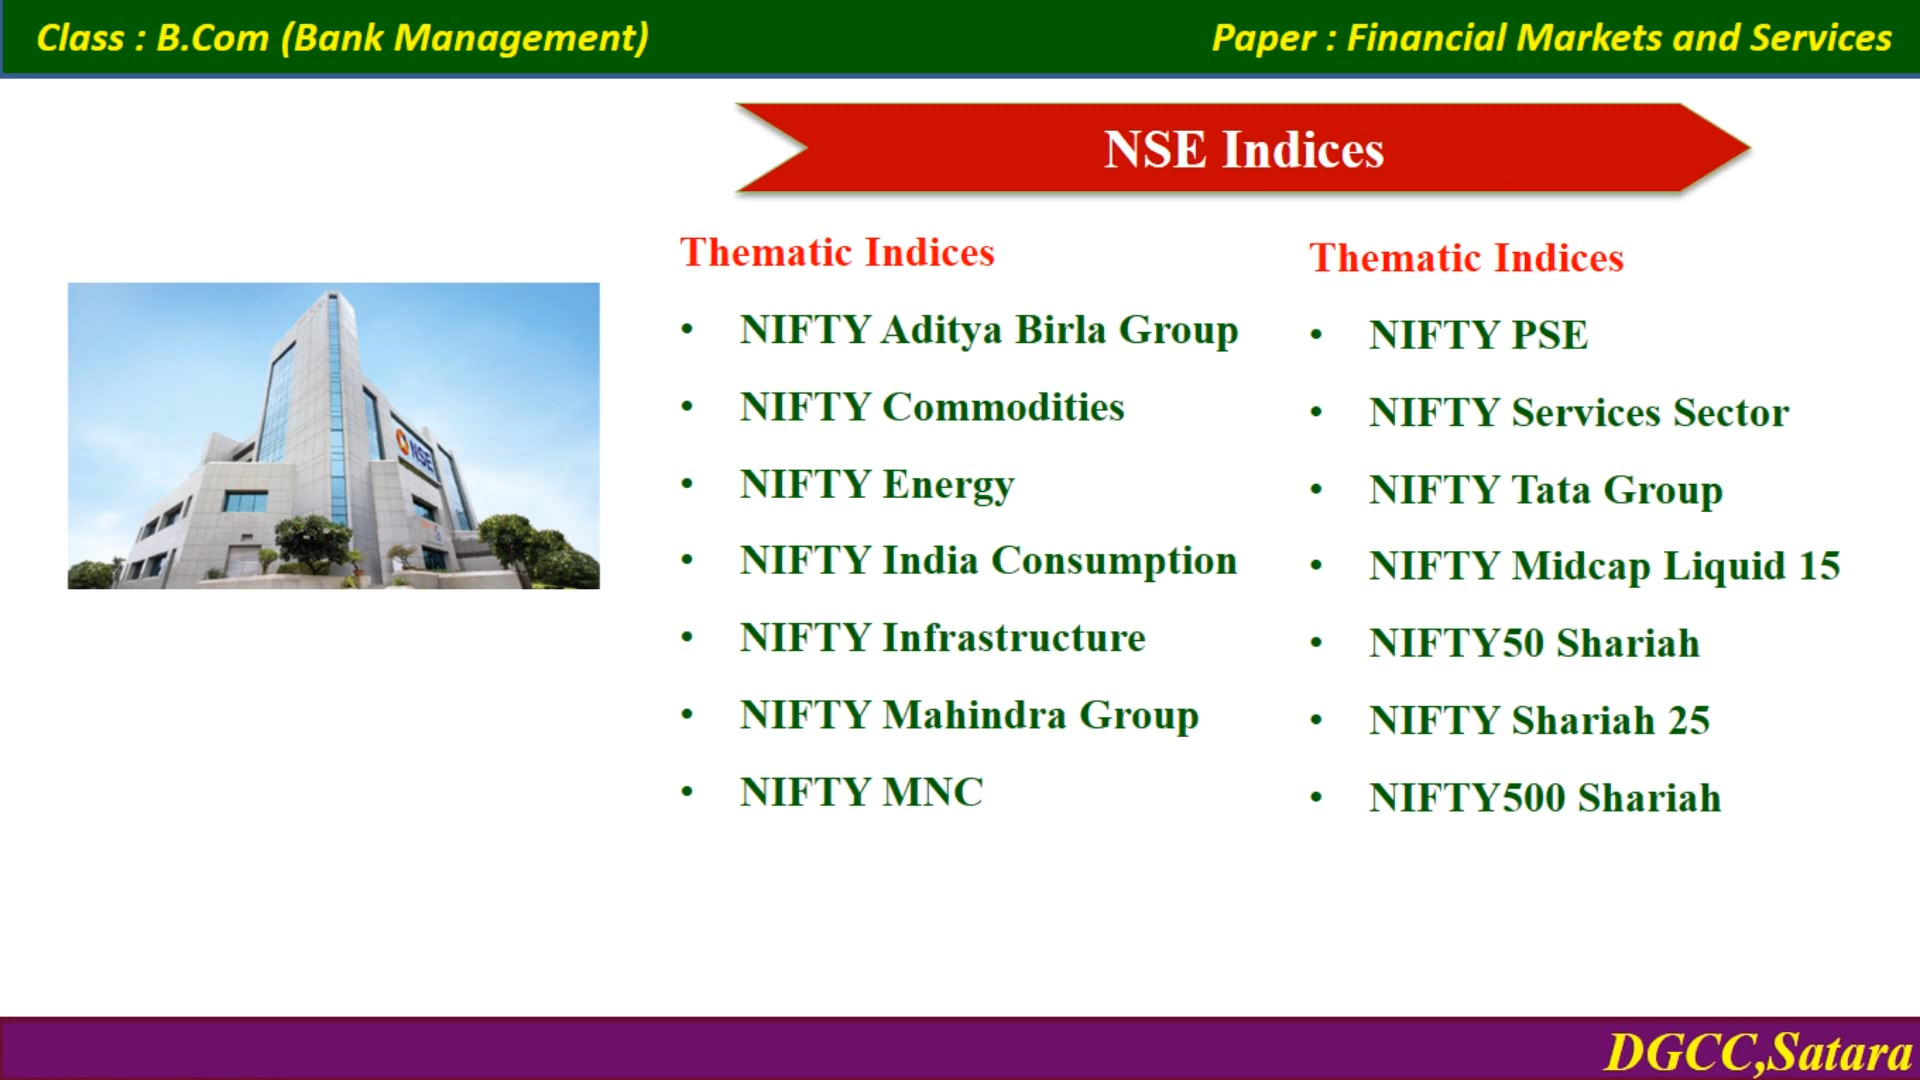 Class : B.Com (Bank Management)
Paper : Financial Markets and Services
NSE Indices
NSE
Thematic Indices
• NIFTY Aditya Birla Group
• NIFTY Commodities
• NIFTY Energy
• NIFTY India Consumption
• NIFTY Infrastructure
• NIFTY Mahindra Group
• NIFTY MNC
Thematic Indices
• NIFTY PSE
• NIFTY Services Sector
• NIFTY Tata Group
• NIFTY Midcap Liquid 15
• NIFTY50 Shariah
• NIFTY Shariah 25
• NIFTY500 Shariah
DGCC,Satara